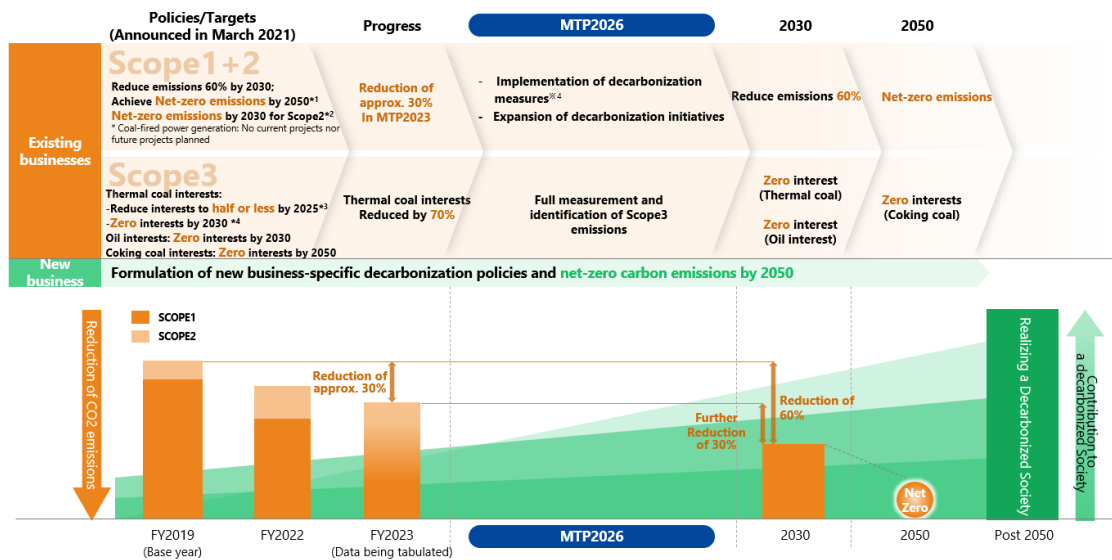 Policies/Targets
(Announced in March 2021)
Progress
MTP2026
2030
2050
Existing
businesses
Scope1+2
Reduce emissions 60% by 2030;
Achieve Net-zero emissions by 2050*1
Net-zero emissions by 2030 for Scope2*2
* Coal-fired power generation: No current projects nor
future projects planned
Reduction of
approx. 30%
In MTP2023
- Implementation of decarbonization
measures※4
- Expansion of decarbonization initiatives
Reduce emissions 60%
Net-zero emissions
Scope3
Thermal coal interests:
-Reduce interests to half or less by 2025*3
-Zero interests by 2030 *4
Oil interests: Zero interests by 2030
Coking coal interests: Zero interests by 2050
Thermal coal interests
Reduced by 70%
Full measurement and
identification of Scope3
emissions
Zero interest
(Thermal coal)
Zero interest
(Oil interest)
Zero interests
(Coking coal)
New
business
Formulation of new business-specific decarbonization policies and net-zero carbon emissions by 2050
Reduction of CO2 emissions
SCOPE1
SCOPE2
Reduction of
approx. 30%
Further
Reduction
of 30%
Reduction of
60%
Net
Zero
Realizing a Decarbonized Society
Contribution to
a decarbonized Society
FY2019
(Base year)
FY2022
FY2023
(Data being tabulated)
MTP2026
2030
2050
Post 2050